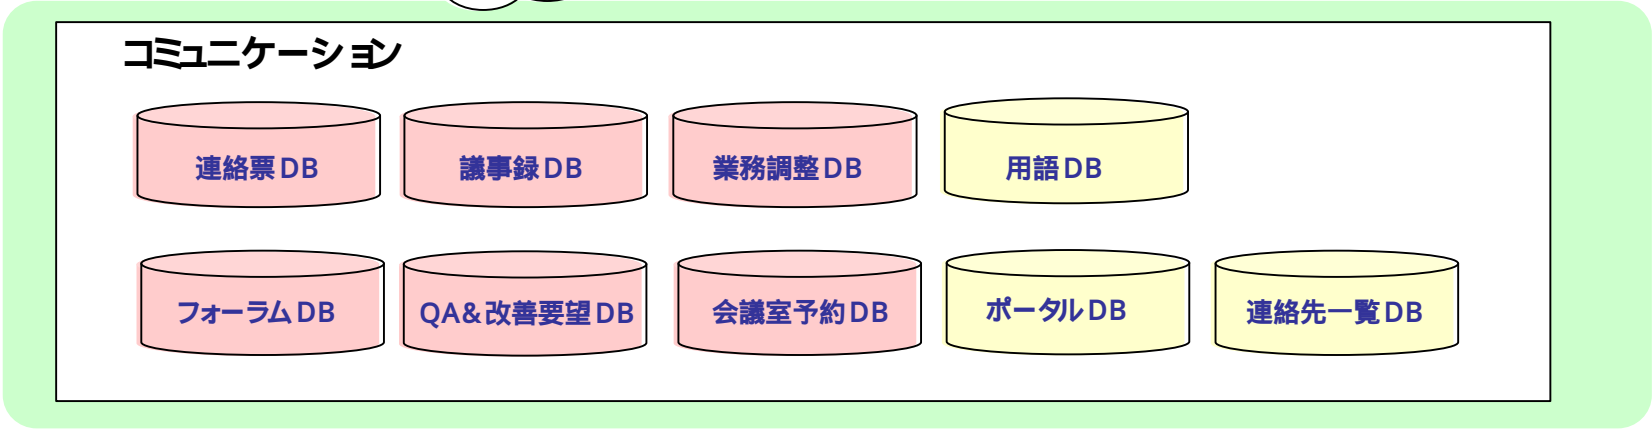 コミュニケーション
連絡票DB
議事録DB
業務調整DB
用語DB
フォーラムDB
QA&改善要望DB
会議室予約DB
ポータルDB
連絡先一覧DB